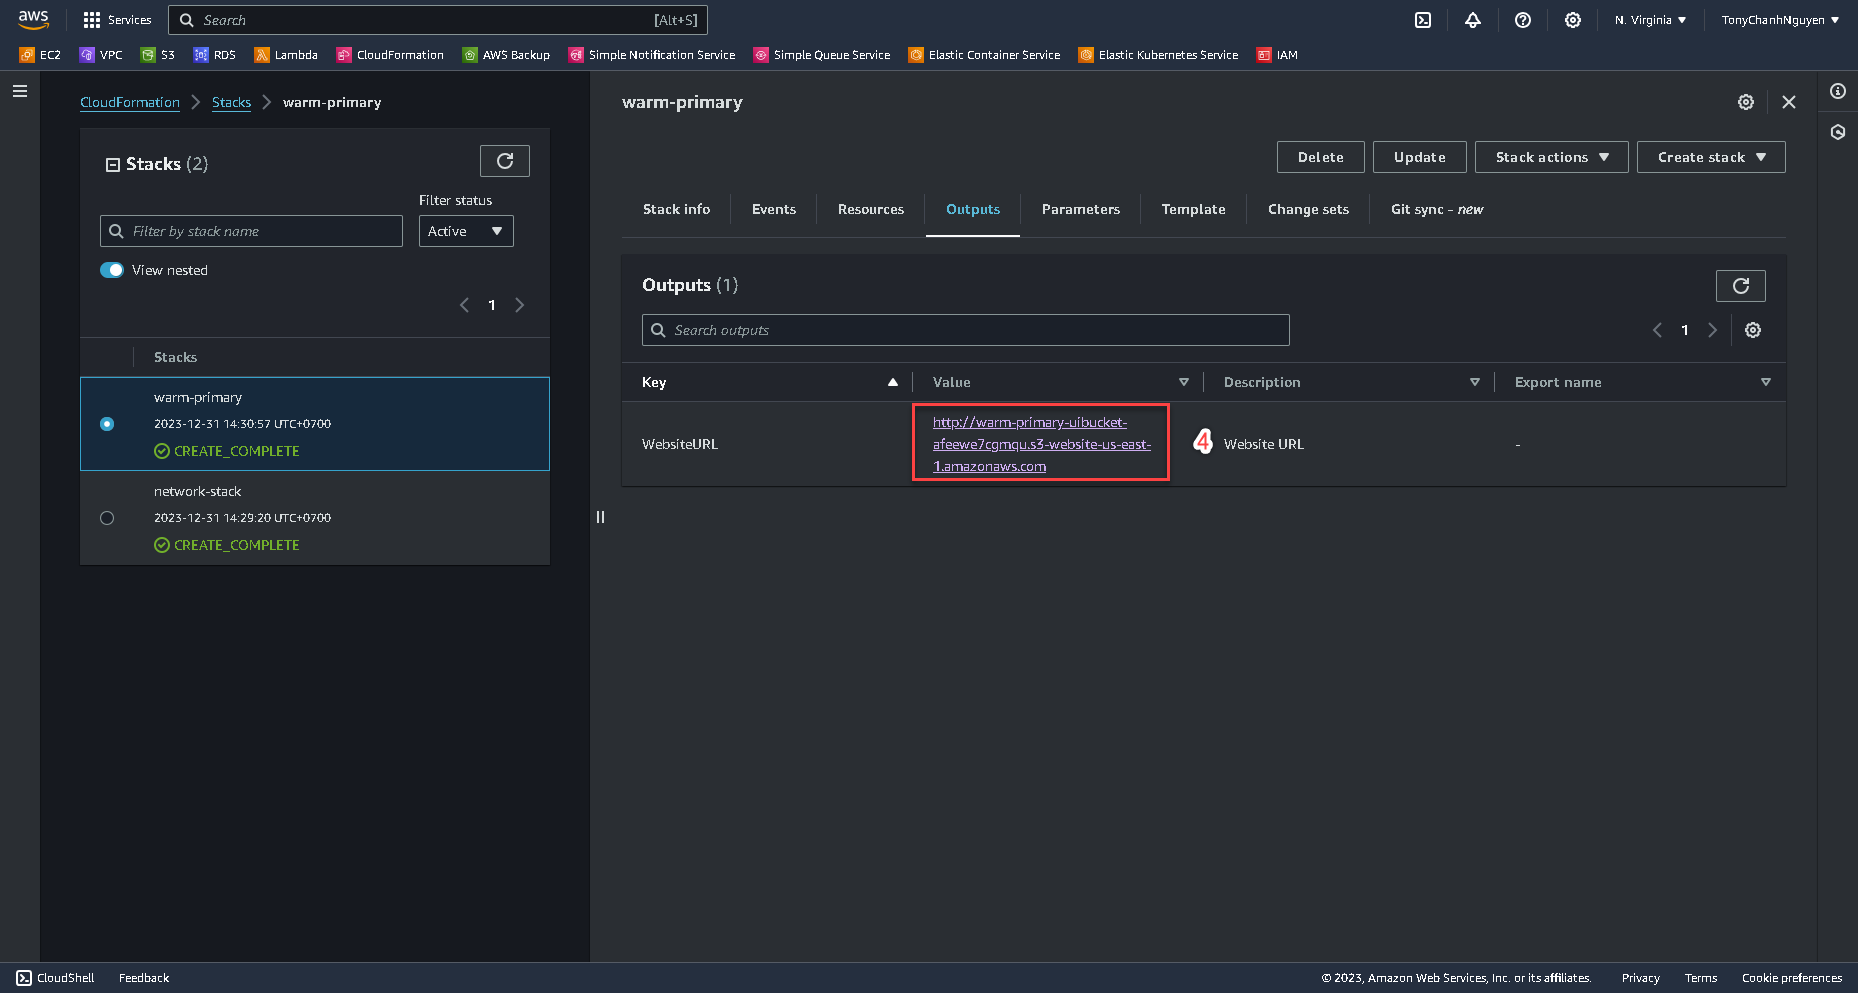 aws
Services
Search
[Alt+S]
N. Virginia
TonyChanhNguyen
EC2
VPC
S3
RDS
Lambda
CloudFormation
AWS Backup
Simple Notification Service
Simple Queue Service
Elastic Container Service
Elastic Kubernetes Service
IAM
CloudFormation
Stacks
warm-primary
Stacks (2)
Filter status
Filter by stack name
Active
View nested
1
Stacks
warm-primary
2023-12-31 14:30:57 UTC+0700
CREATE_COMPLETE
network-stack
2023-12-31 14:29:20 UTC+0700
CREATE_COMPLETE
warm-primary
Delete
Update
Stack actions
Create stack
Stack info
Events
Resources
Outputs
Parameters
Template
Change sets
Git sync - new
Outputs (1)
Search outputs
1
Key
Value
Description
Export name
WebsiteURL
http://warm-primary-uibucket-
afeewe7cgmqu.s3-website-us-east-
1.amazonaws.com
4
Website URL
-
CloudShell
Feedback
© 2023, Amazon Web Services, Inc. or its affiliates.
Privacy
Terms
Cookie preferences